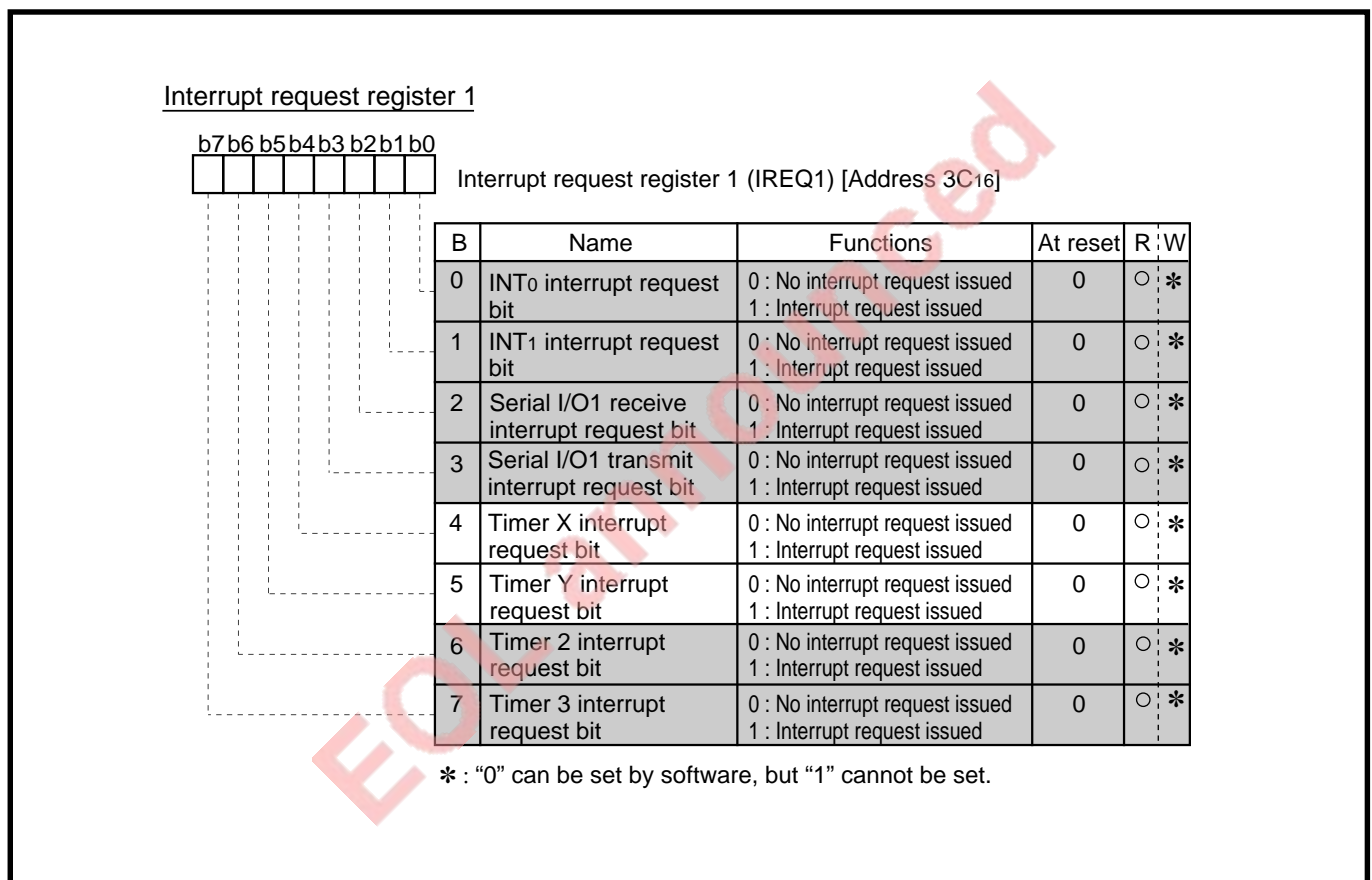 Interrupt request register 1
b7 b6 b5 b4 b3 b2 b1 b0
Interrupt request register 1 (IREQ1) [Address 3C16]
B Name Functions At reset R W
0 INT0 interrupt request bit 0 : No interrupt request issued 0 ○ ✻
1 : Interrupt request issued
1 INT1 interrupt request bit 0 : No interrupt request issued 0 ○ ✻
1 : Interrupt request issued
2 Serial I/O1 receive interrupt request bit 0 : No interrupt request issued 0 ○ ✻
1 : Interrupt request issued
3 Serial I/O1 transmit interrupt request bit 0 : No interrupt request issued 0 ○ ✻
1 : Interrupt request issued
4 Timer X interrupt request bit 0 : No interrupt request issued 0 ○ ✻
1 : Interrupt request issued
5 Timer Y interrupt request bit 0 : No interrupt request issued 0 ○ ✻
1 : Interrupt request issued
6 Timer 2 interrupt request bit 0 : No interrupt request issued 0 ○ ✻
1 : Interrupt request issued
7 Timer 3 interrupt request bit 0 : No interrupt request issued 0 ○ ✻
1 : Interrupt request issued
✻ : “0” can be set by software, but “1” cannot be set.
EOL announced